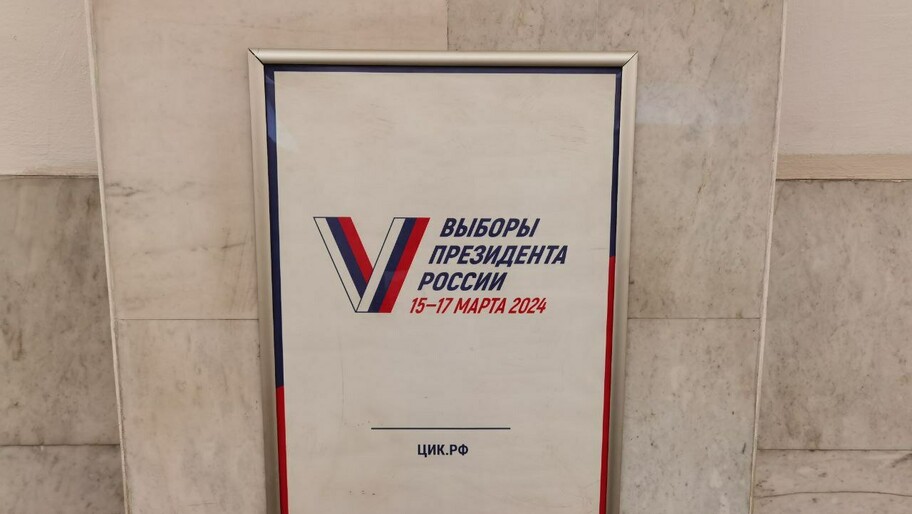 ВЫБОРЫ
ПРЕЗИДЕНТА
РОССИИ
15–17 МАРТА 2024
ЦИК.РФ